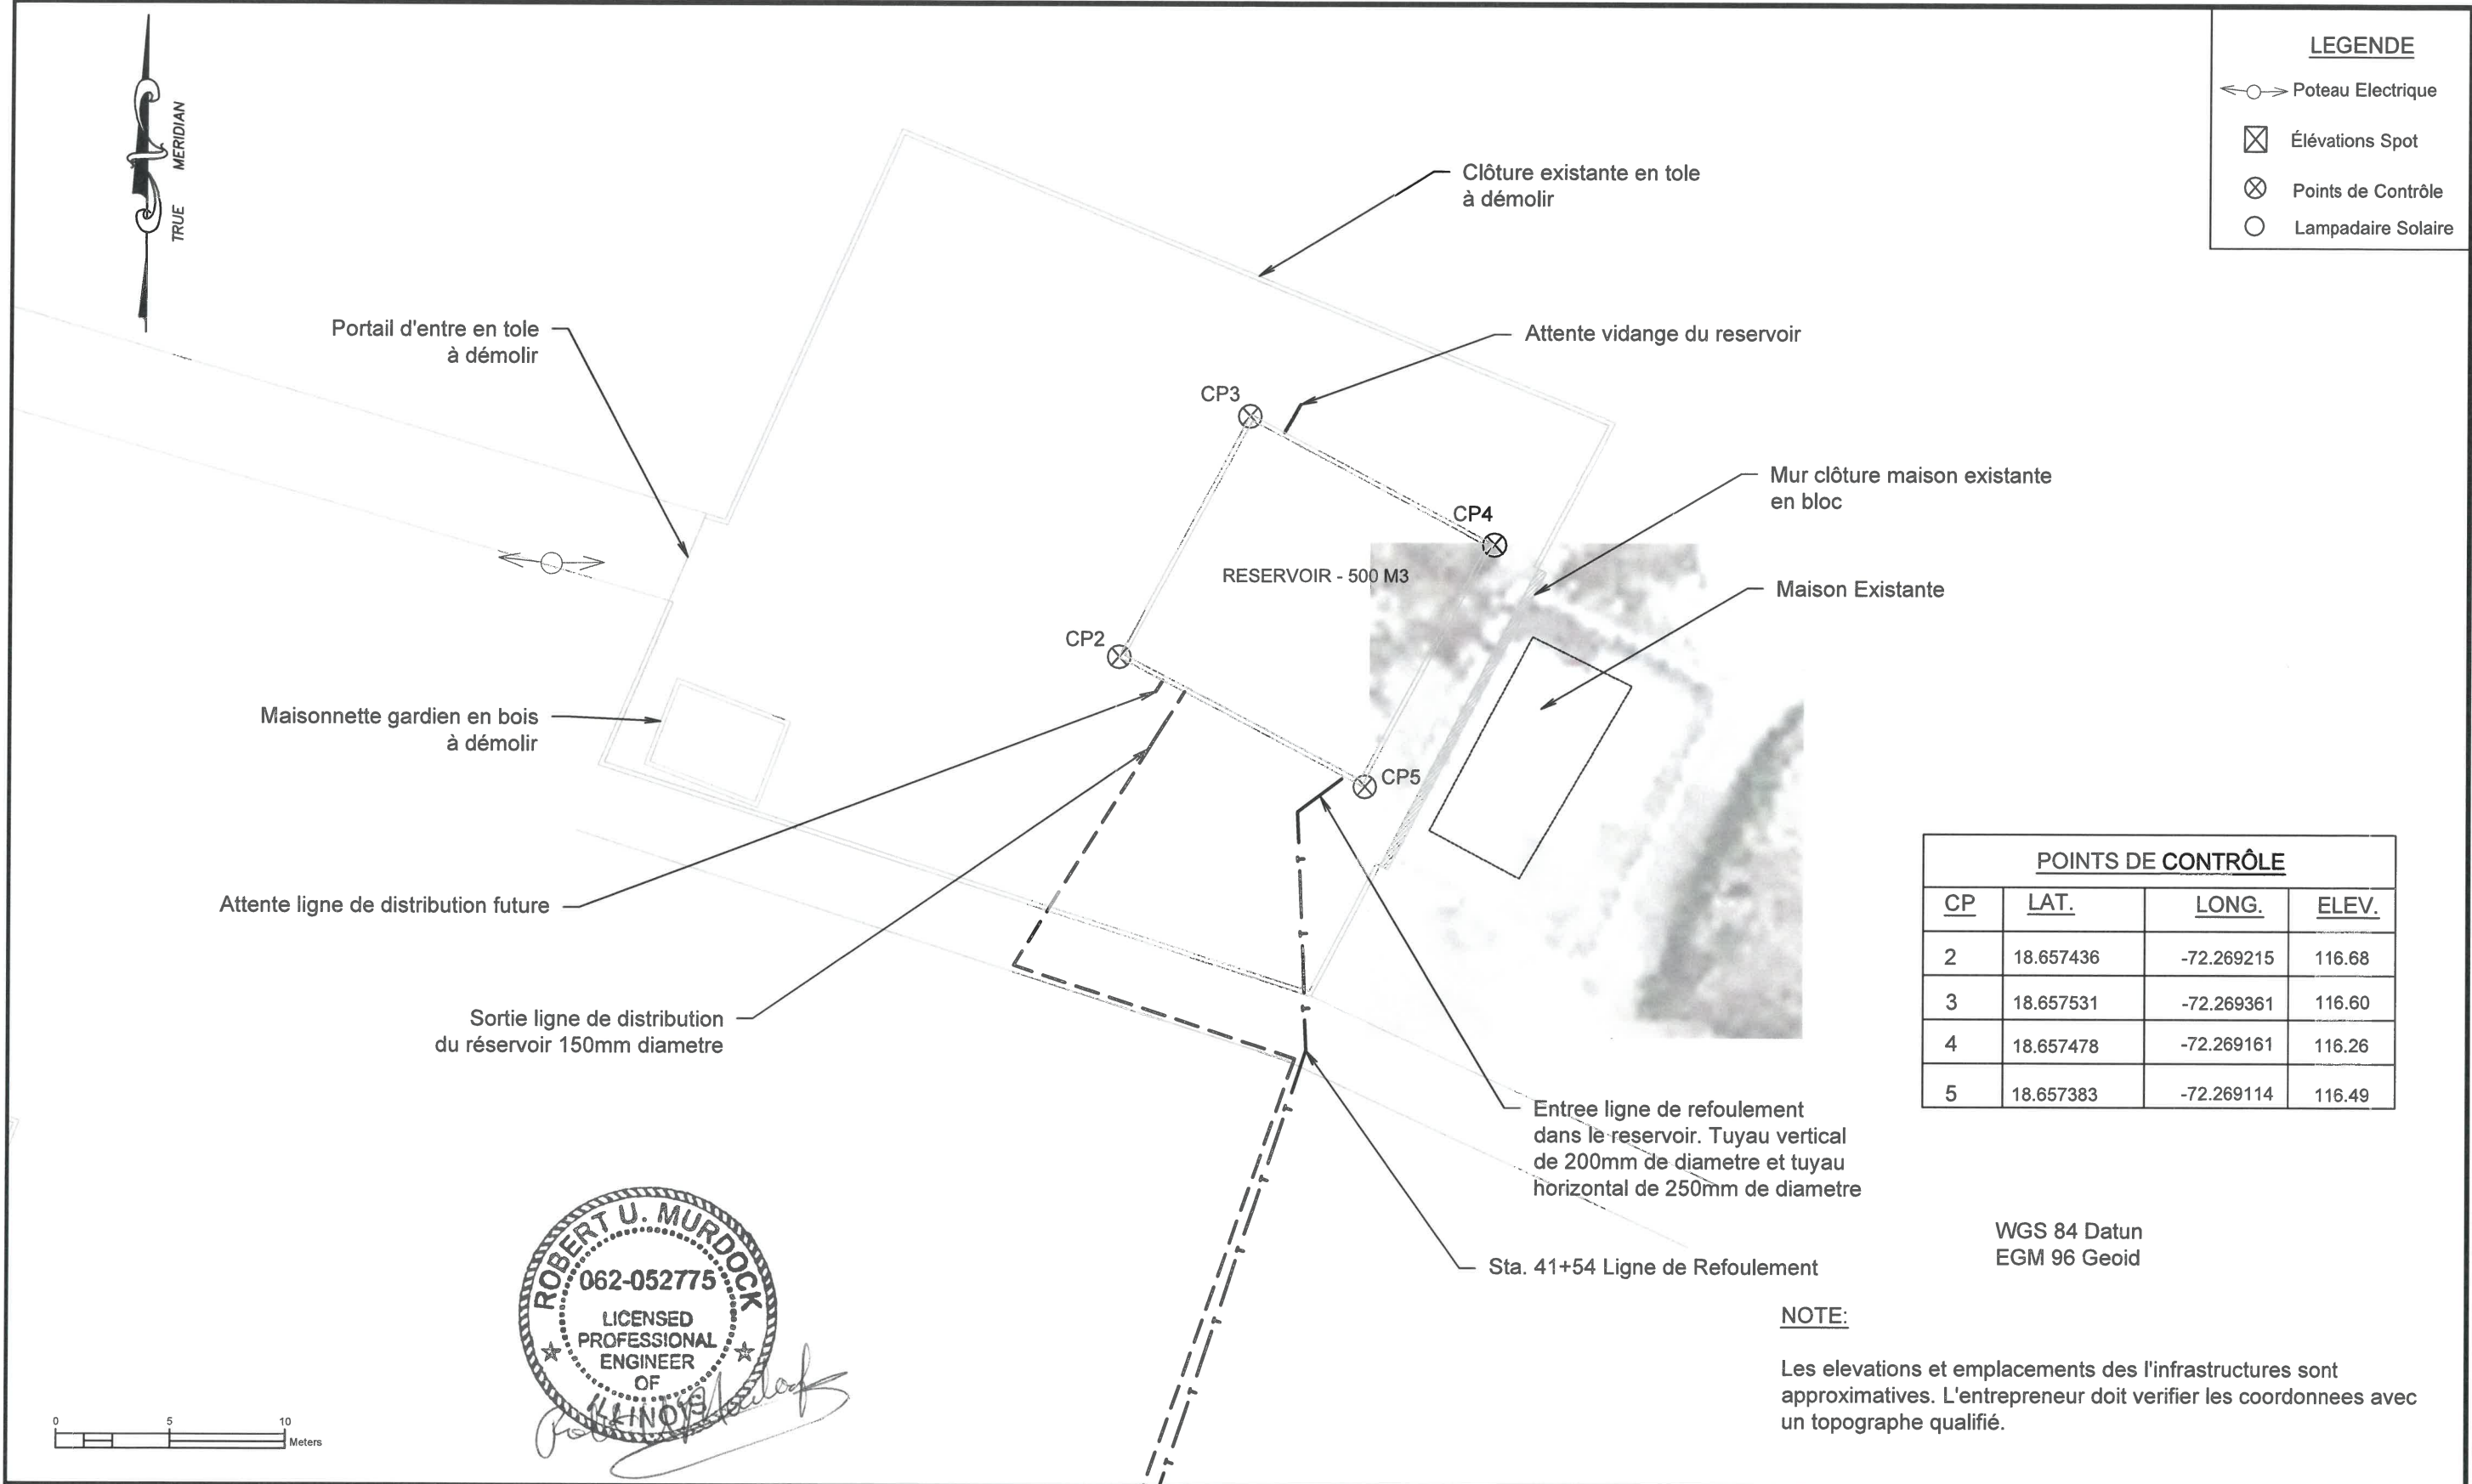 LEGENDE
Poteau Electrique
Élévations Spot
Points de Contrôle
Lampadaire Solaire
TRUE MERIDIAN
Clôture existante en tole
à démolir
Portail d'entre en tole
à démolir
Attente vidange du reservoir
CP3
CP4
Mur clôture maison existante
en bloc
RESERVOIR - 500 M3
Maison Existante
CP2
Maisonnette gardien en bois
à démolir
CP5
Attente ligne de distribution future
Sortie ligne de distribution
du réservoir 150mm diametre
POINTS DE CONTRÔLE
CP LAT. LONG. ELEV.
2 18.657436 -72.269215 116.68
3 18.657531 -72.269361 116.60
4 18.657478 -72.269161 116.26
5 18.657383 -72.269114 116.49
Entree ligne de refoulement
dans le reservoir. Tuyau vertical
de 200mm de diametre et tuyau
horizontal de 250mm de diametre
Sta. 41+54 Ligne de Refoulement
WGS 84 Datun
EGM 96 Geoid
NOTE:
Les elevations et emplacements des l'infrastructures sont
approximatives. L'entrepreneur doit verifier les coordonnees avec
un topographe qualifié.
ROBERT U. MURDOCK
062-052775
LICENSED
PROFESSIONAL
ENGINEER
OF
ILLINOIS
0 5 10
Meters